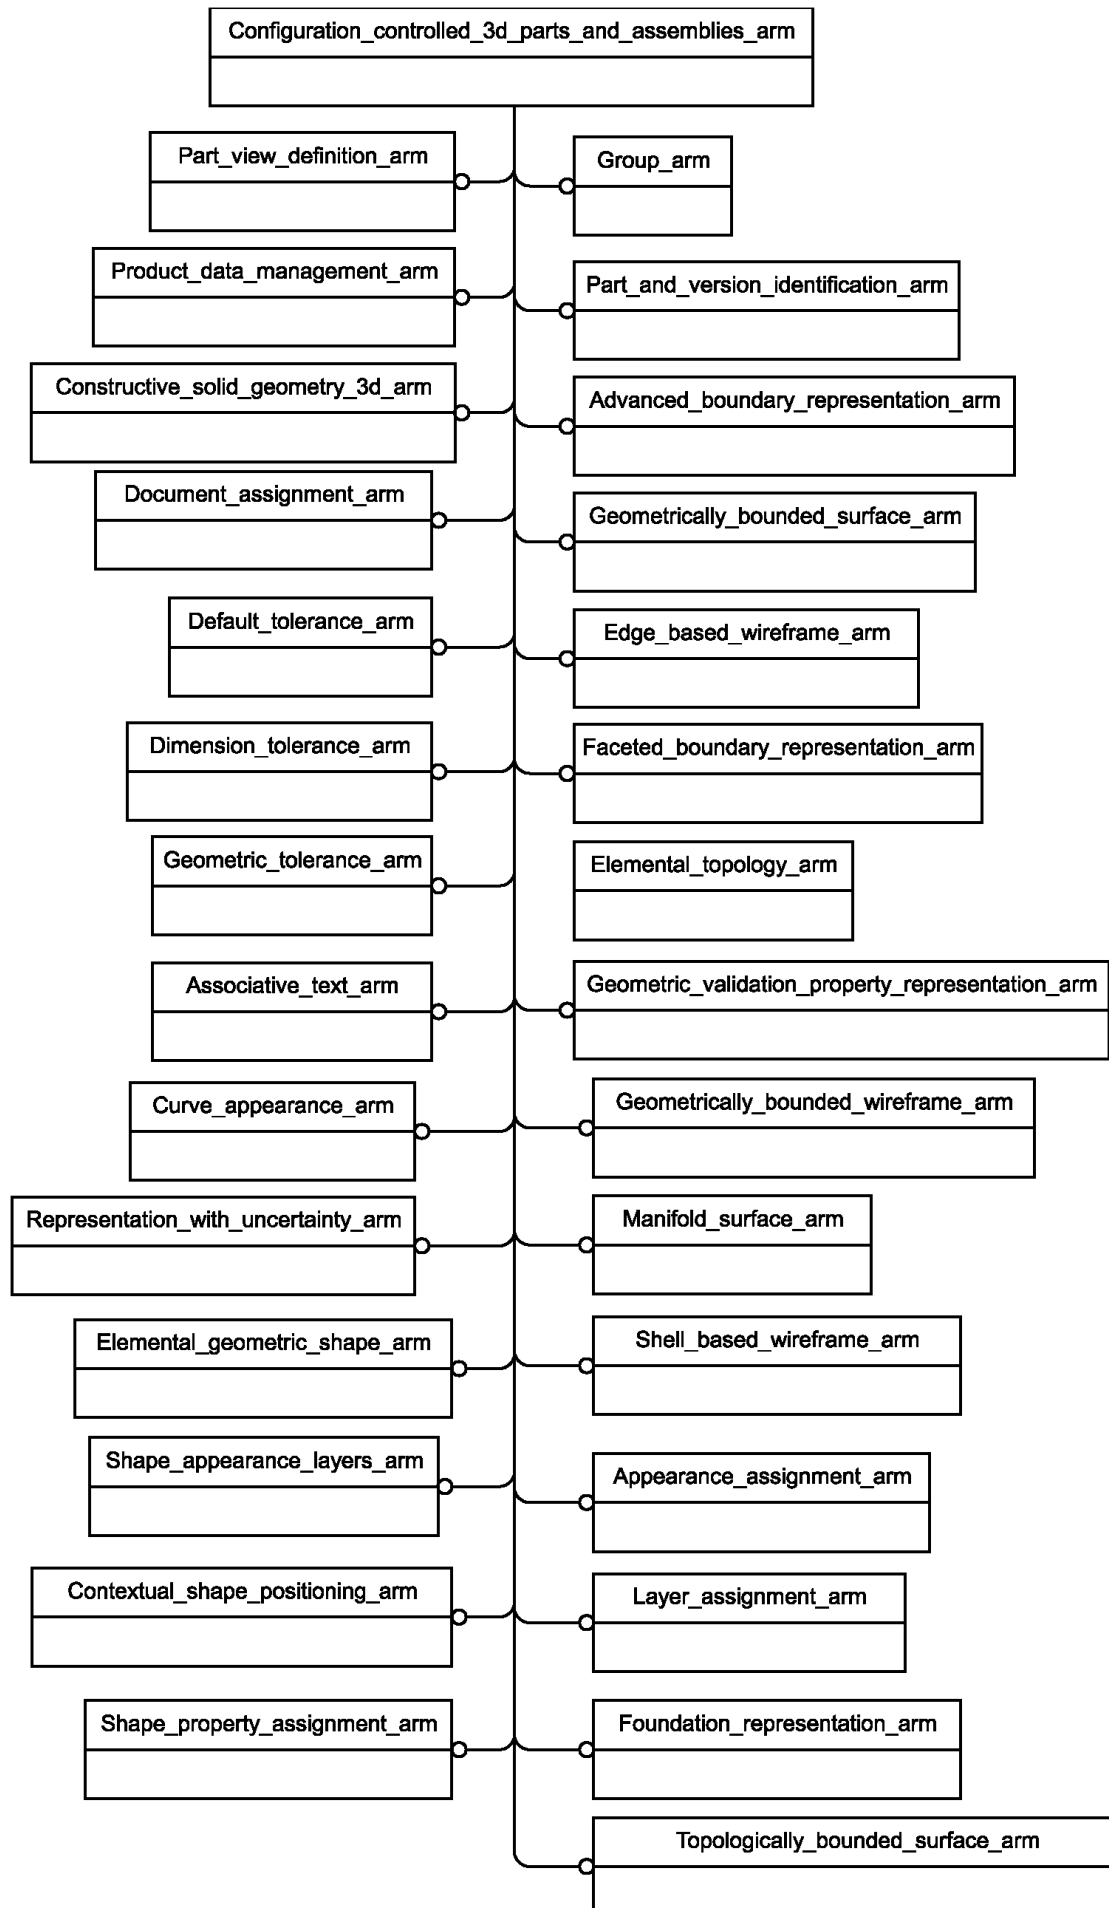 Configuration_controlled_3d_parts_and_assemblies_arm
Part_view_definition_arm
Group_arm
Product_data_management_arm
Part_and_version_identification_arm
Constructive_solid_geometry_3d_arm
Advanced_boundary_representation_arm
Document_assignment_arm
Geometrically_bounded_surface_arm
Default_tolerance_arm
Edge_based_wireframe_arm
Dimension_tolerance_arm
Faceted_boundary_representation_arm
Geometric_tolerance_arm
Elemental_topology_arm
Associative_text_arm
Geometric_validation_property_representation_arm
Curve_appearance_arm
Geometrically_bounded_wireframe_arm
Representation_with_uncertainty_arm
Manifold_surface_arm
Elemental_geometric_shape_arm
Shell_based_wireframe_arm
Shape_appearance_layers_arm
Appearance_assignment_arm
Contextual_shape_positioning_arm
Layer_assignment_arm
Shape_property_assignment_arm
Foundation_representation_arm
Topologically_bounded_surface_arm